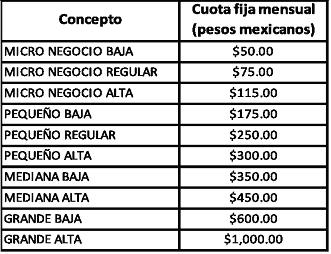 Concepto Cuota fija mensual
(pesos mexicanos)
MICRO NEGOCIO BAJA $50.00
MICRO NEGOCIO REGULAR $75.00
MICRO NEGOCIO ALTA $115.00
PEQUEÑO BAJA $175.00
PEQUEÑO REGULAR $250.00
PEQUEÑO ALTA $300.00
MEDIANA BAJA $350.00
MEDIANA ALTA $450.00
GRANDE BAJA $600.00
GRANDE ALTA $1,000.00